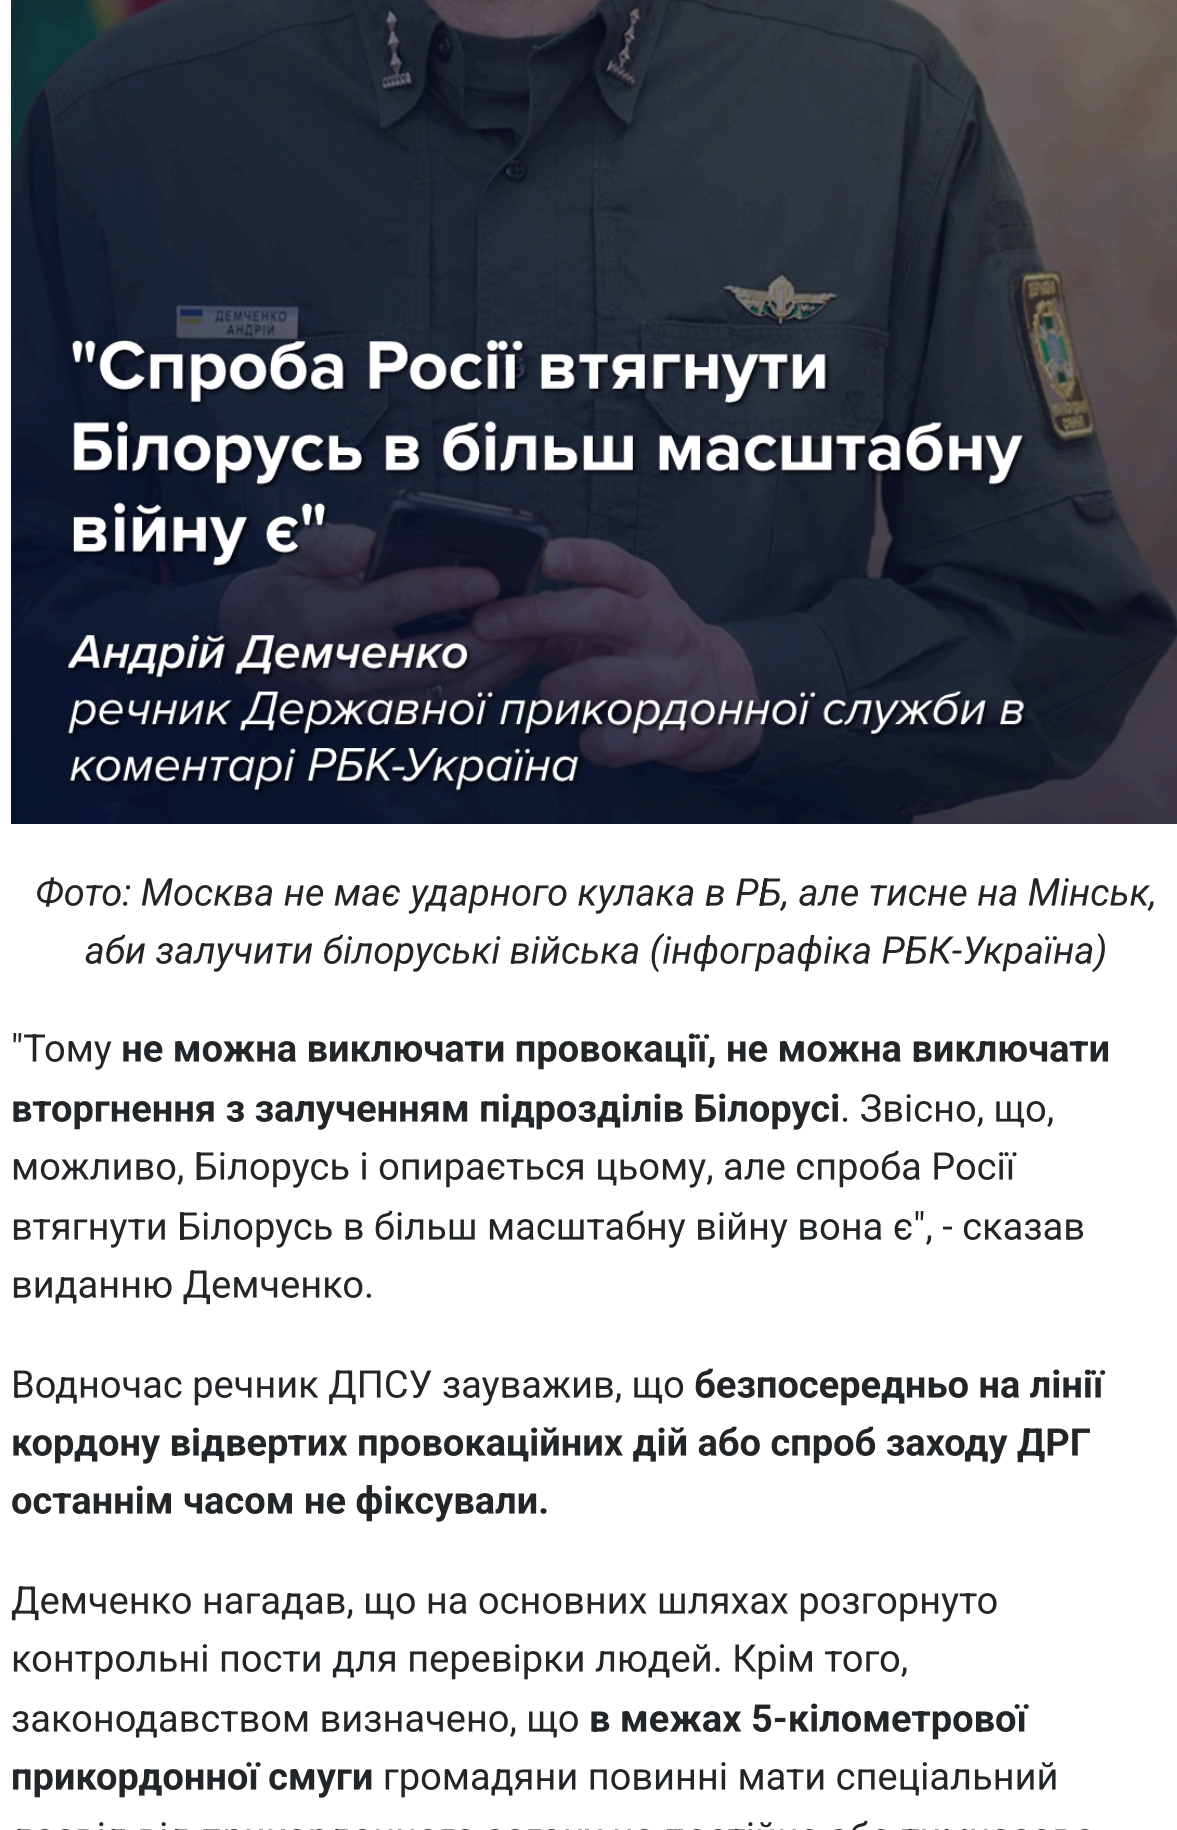 ДЕМЧЕНКО
АНДРІЙ
"Спроба Росії втягнути
Білорусь в більш масштабну
війну є"
Андрій Демченко
речник Державної прикордонної служби в
коментарі РБК-Україна
Фото: Москва не має ударного кулака в РБ, але тисне на Мінськ,
аби залучити білоруські війська (інфографіка РБК-Україна)
"Тому не можна виключати провокації, не можна виключати
вторгнення з залученням підрозділів Білорусі. Звісно, що,
можливо, Білорусь і опирається цьому, але спроба Росії
втягнути Білорусь в більш масштабну війну вона є", - сказав
виданню Демченко.
Водночас речник ДПСУ зауважив, що безпосередньо на лінії
кордону відвертих провокаційних дій або спроб заходу ДРГ
останнім часом не фіксували.
Демченко нагадав, що на основних шляхах розгорнуто
контрольні пости для перевірки людей. Крім того,
законодавством визначено, що в межах 5-кілометрової
прикордонної смуги громадяни повинні мати спеціальний